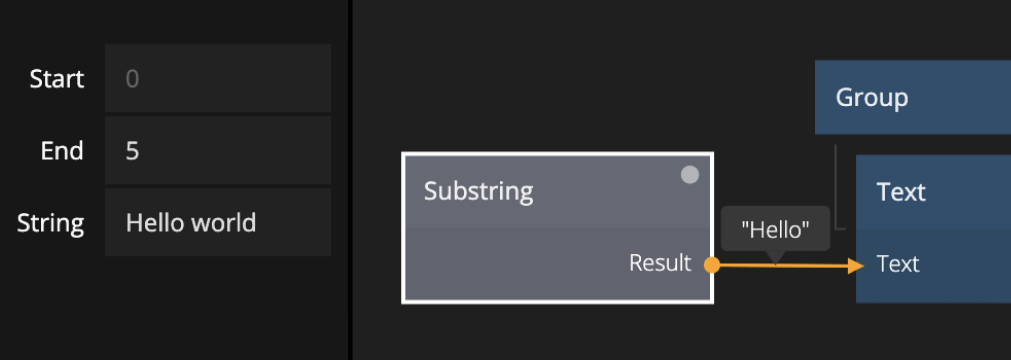 Start 0
End 5
String Hello world
Group
Substring
Text
"Hello"
Result
Text